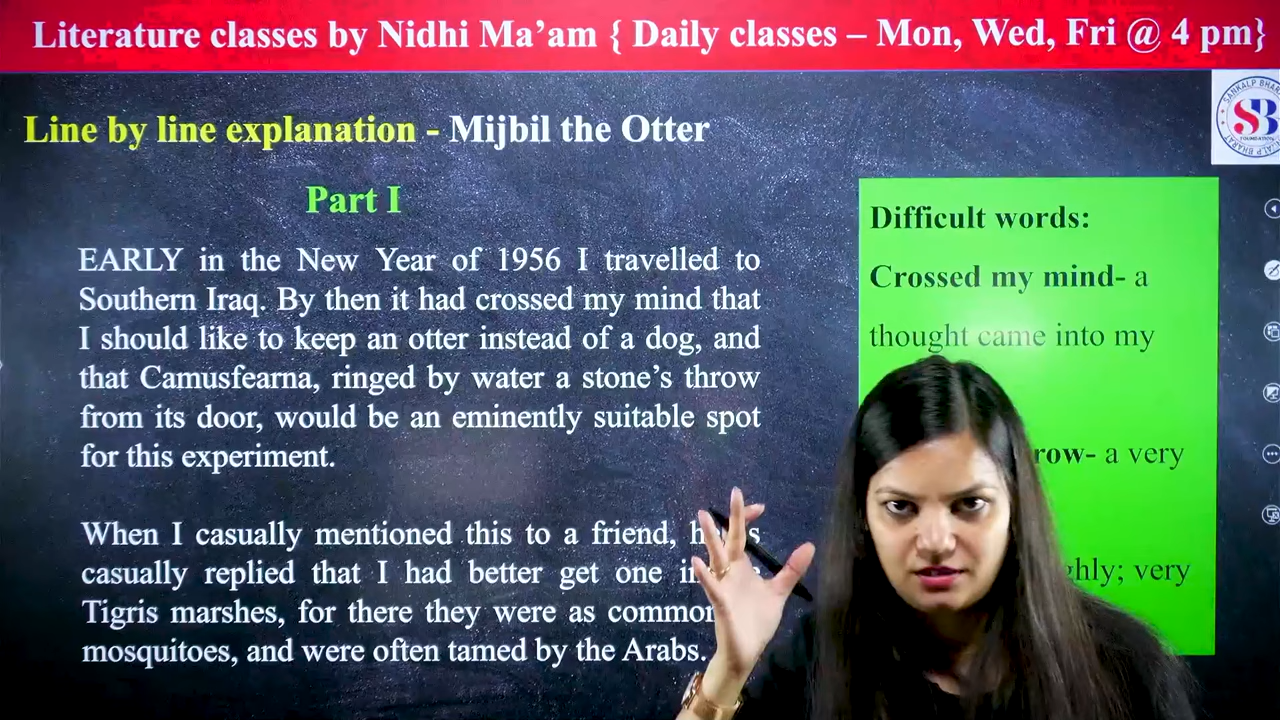 Literature classes by Nidhi Ma’am { Daily classes – Mon, Wed, Fri @ 4 pm}
Line by line explanation - Mijbil the Otter
SB
FOUNDATION
Part I
EARLY in the New Year of 1956 I travelled to
Southern Iraq. By then it had crossed my mind that
I should like to keep an otter instead of a dog, and
that Camusfearna, ringed by water a stone’s throw
from its door, would be an eminently suitable spot
for this experiment.
When I casually mentioned this to a friend,
casually replied that I had better get one
Tigris marshes, for there they were as common
mosquitoes, and were often tamed by the Arabs.
Difficult words:
Crossed my mind- a
thought came into my
row- a very
ghly; very